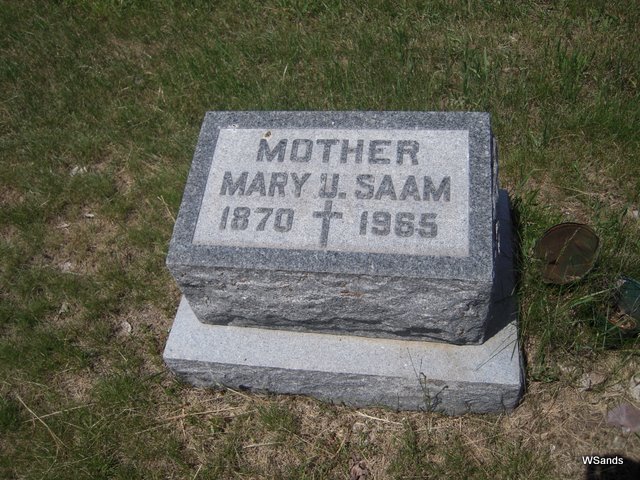 MOTHER
MARY U. SAAM
1870 1965
WSands